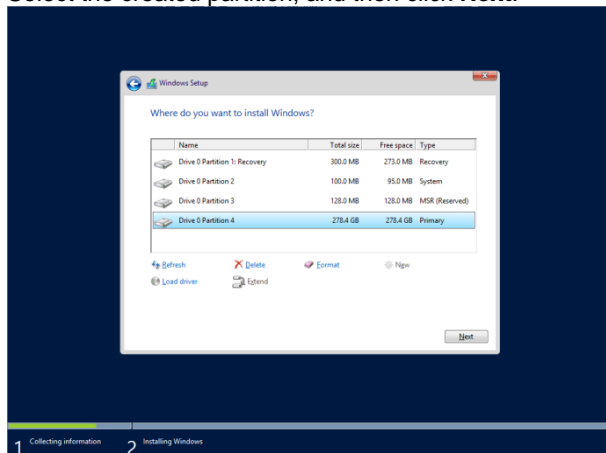 Select the created partition, and then click Next.
Windows Setup
Where do you want to install Windows?
Name Total size Free space Type
Drive 0 Partition 1: Recovery 300.0 MB 273.0 MB Recovery
Drive 0 Partition 2 100.0 MB 95.0 MB System
Drive 0 Partition 3 128.0 MB 128.0 MB MSR (Reserved)
Drive 0 Partition 4 278.4 GB 278.4 GB Primary
Refresh Delete Format New
Load driver Extend
Next
1 Collecting information 2 Installing Windows